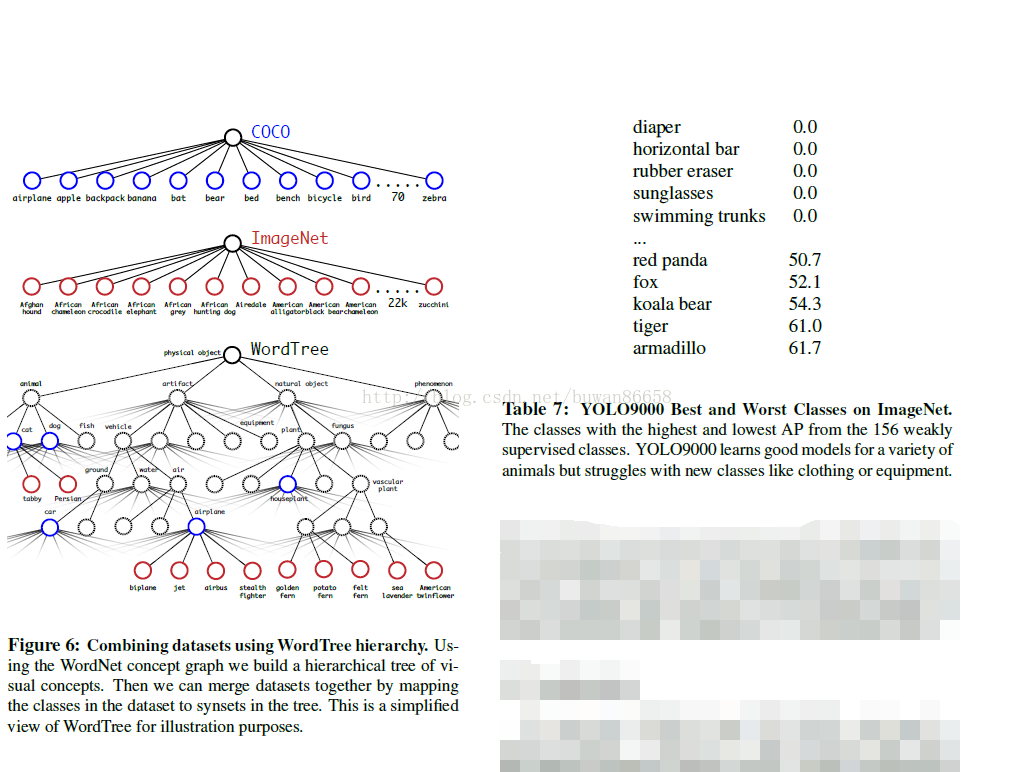 COCO
airplane apple backpack banana bat bear bed bench bicycle bird 70 zebra
ImageNet
Afghan hound
African chameleon
African crocodile
African elephant
African grey
African hunting dog
Airedale
American alligator
American black bear
American chameleon
22k
zucchini
physical object
WordTree
animal artifact natural object phenomenon
cat dog fish vehicle equipment plant fungus
ground water air vascular plant
tabby Persian houseplant
car airplane
biplane jet airbus stealth fighter golden fern potato fern felt fern sea lavender American twinflower
Figure 6: Combining datasets using WordTree hierarchy. Us-
ing the WordNet concept graph we build a hierarchical tree of vi-
sual concepts. Then we can merge datasets together by mapping
the classes in the dataset to synsets in the tree. This is a simplified
view of WordTree for illustration purposes.
diaper 0.0
horizontal bar 0.0
rubber eraser 0.0
sunglasses 0.0
swimming trunks 0.0
...
red panda 50.7
fox 52.1
koala bear 54.3
tiger 61.0
armadillo 61.7
http://blog.csdn.net/buwan86658
Table 7: YOLO9000 Best and Worst Classes on ImageNet.
The classes with the highest and lowest AP from the 156 weakly
supervised classes. YOLO9000 learns good models for a variety of
animals but struggles with new classes like clothing or equipment.